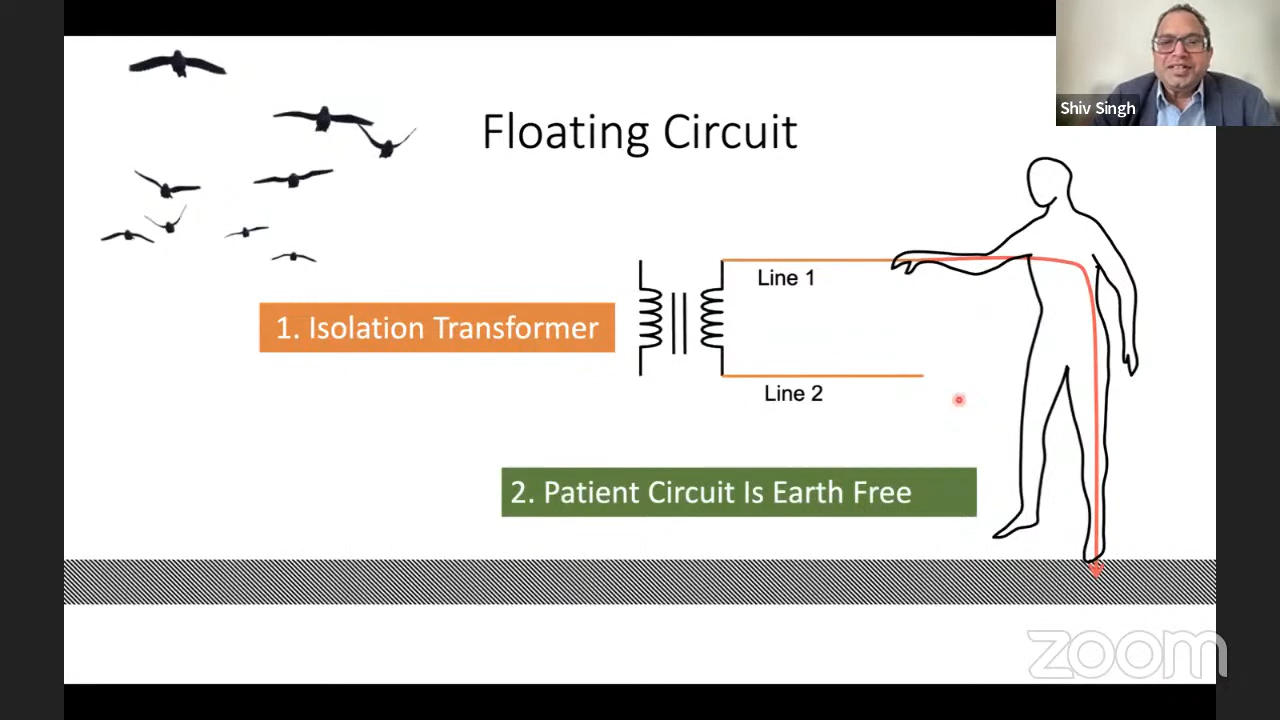 Shiv Singh
Floating Circuit
Line 1
1. Isolation Transformer
Line 2
2. Patient Circuit Is Earth Free
zoom